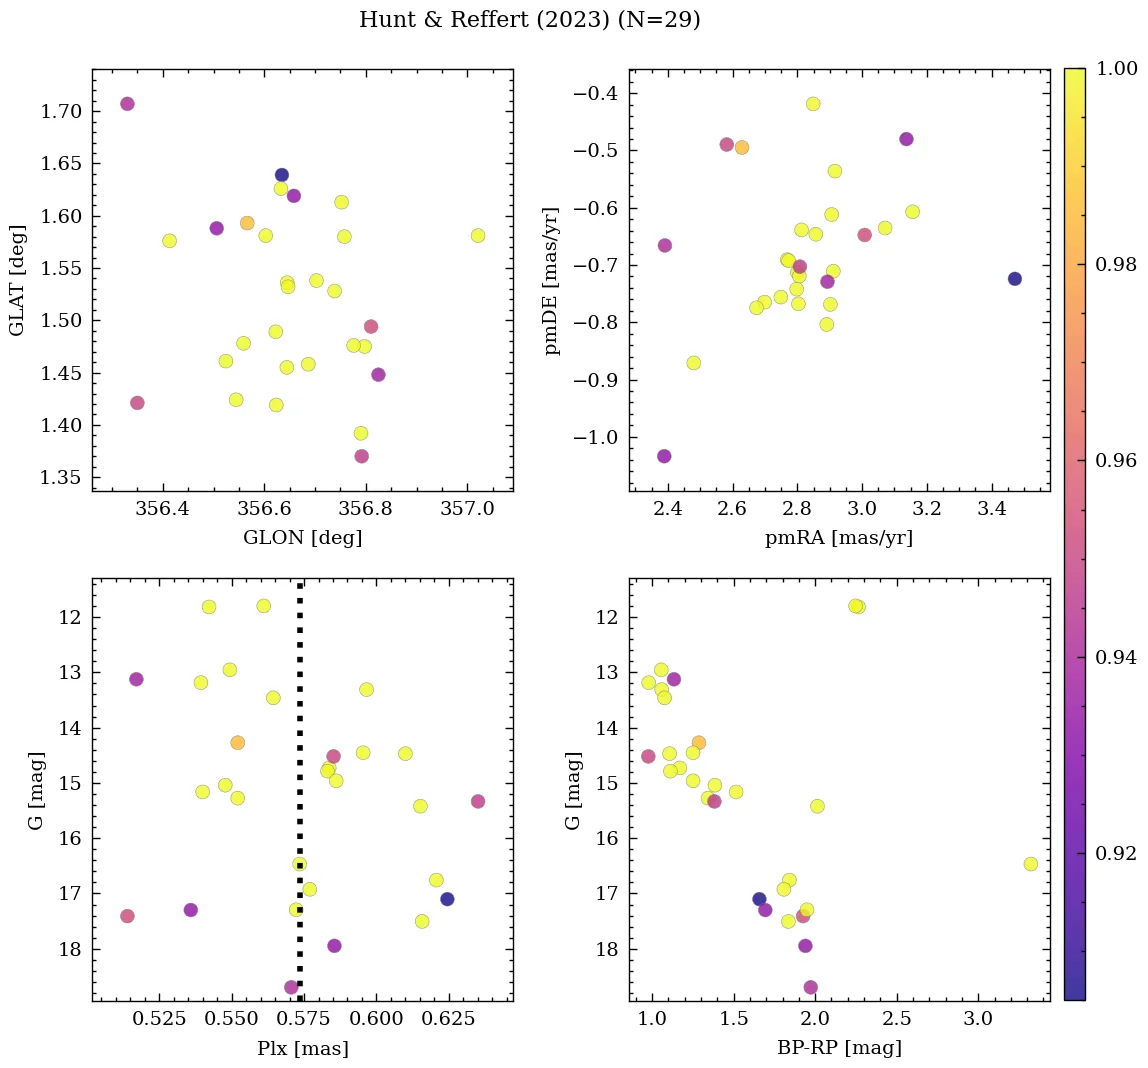 Hunt & Reffert (2023) (N=29)
1.70
1.65
1.60
1.55
1.50
1.45
1.40
1.35
GLAT [deg]
356.4 356.6 356.8 357.0
GLON [deg]
−0.4
−0.5
−0.6
−0.7
−0.8
−0.9
−1.0
pmDE [mas/yr]
2.4 2.6 2.8 3.0 3.2 3.4
pmRA [mas/yr]
1.00
0.98
0.96
0.94
0.92
12
13
14
15
16
17
18
G [mag]
0.525 0.550 0.575 0.600 0.625
Plx [mas]
12
13
14
15
16
17
18
G [mag]
1.0 1.5 2.0 2.5 3.0
BP-RP [mag]